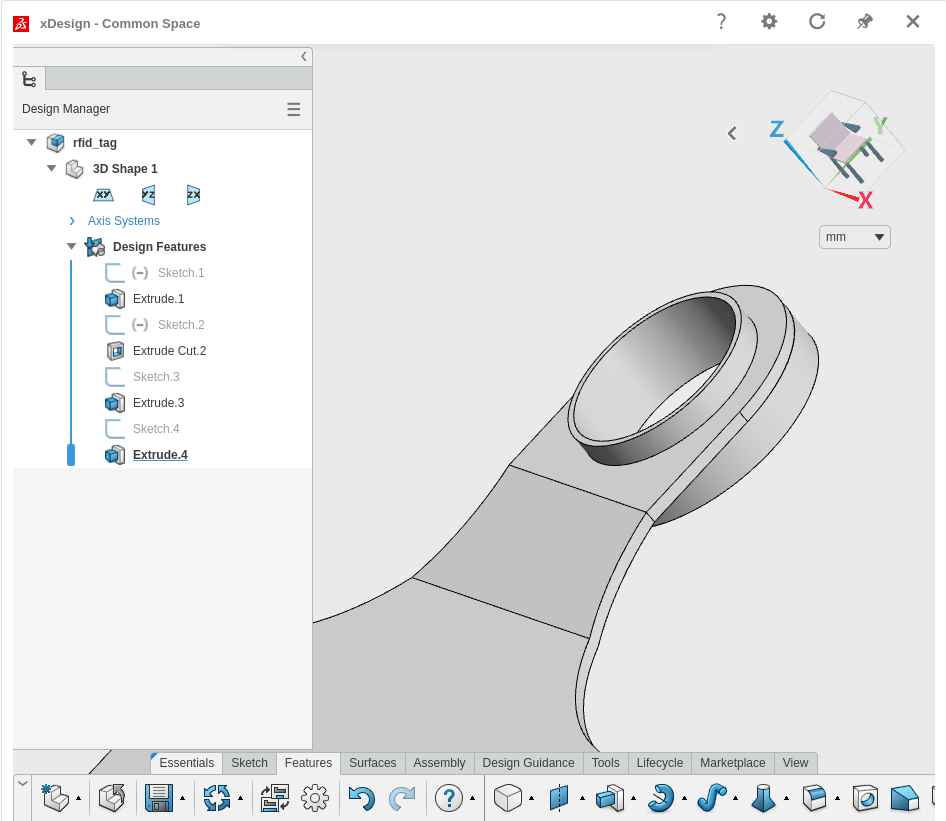 xDesign - Common Space
Design Manager
rfid_tag
3D Shape 1
XY YZ ZX
Axis Systems
Design Features
(–) Sketch.1
Extrude.1
(–) Sketch.2
Extrude Cut.2
Sketch.3
Extrude.3
Sketch.4
Extrude.4
Z Y X
mm
Essentials Sketch Features Surfaces Assembly Design Guidance Tools Lifecycle Marketplace View